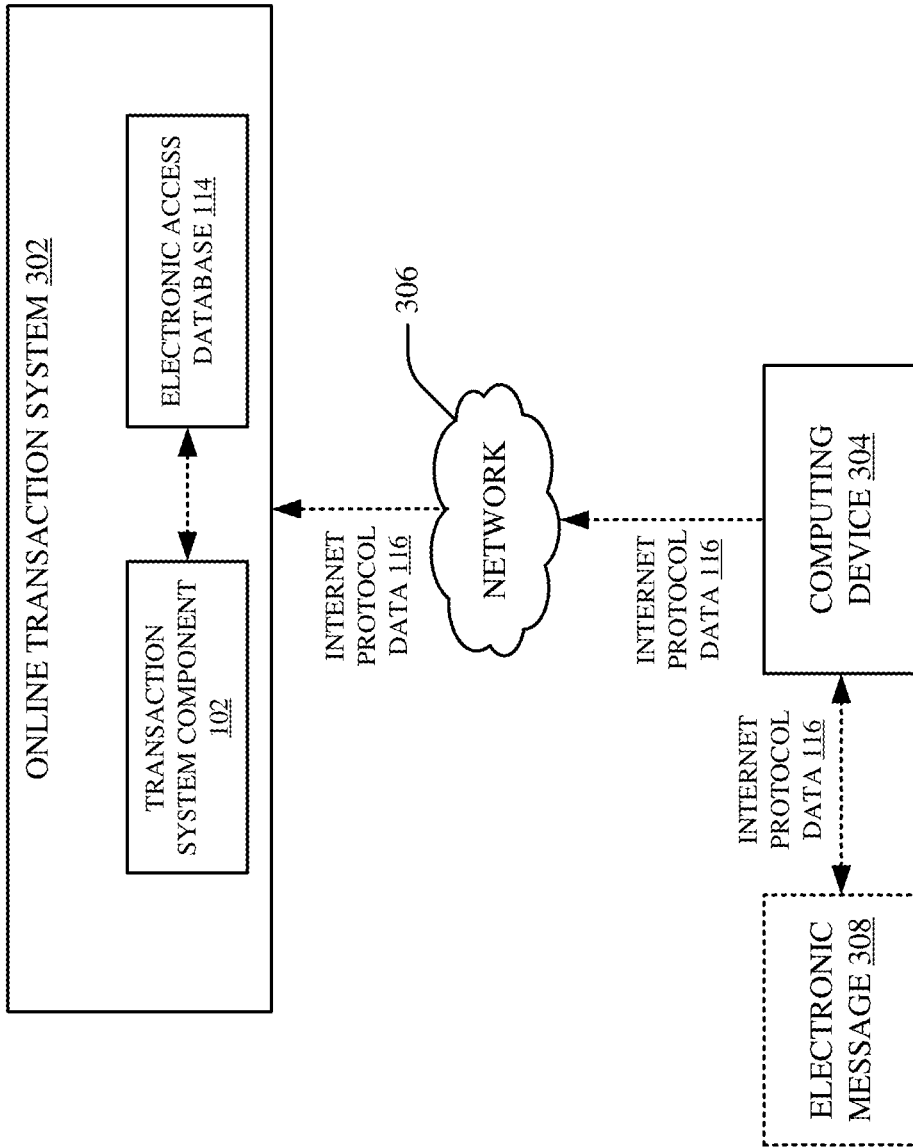 ONLINE TRANSACTION SYSTEM 302
TRANSACTION
SYSTEM COMPONENT
102
ELECTRONIC ACCESS
DATABASE 114
INTERNET
PROTOCOL
DATA 116
306
NETWORK
INTERNET
PROTOCOL
DATA 116
ELECTRONIC
MESSAGE 308
INTERNET
PROTOCOL
DATA 116
COMPUTING
DEVICE 304